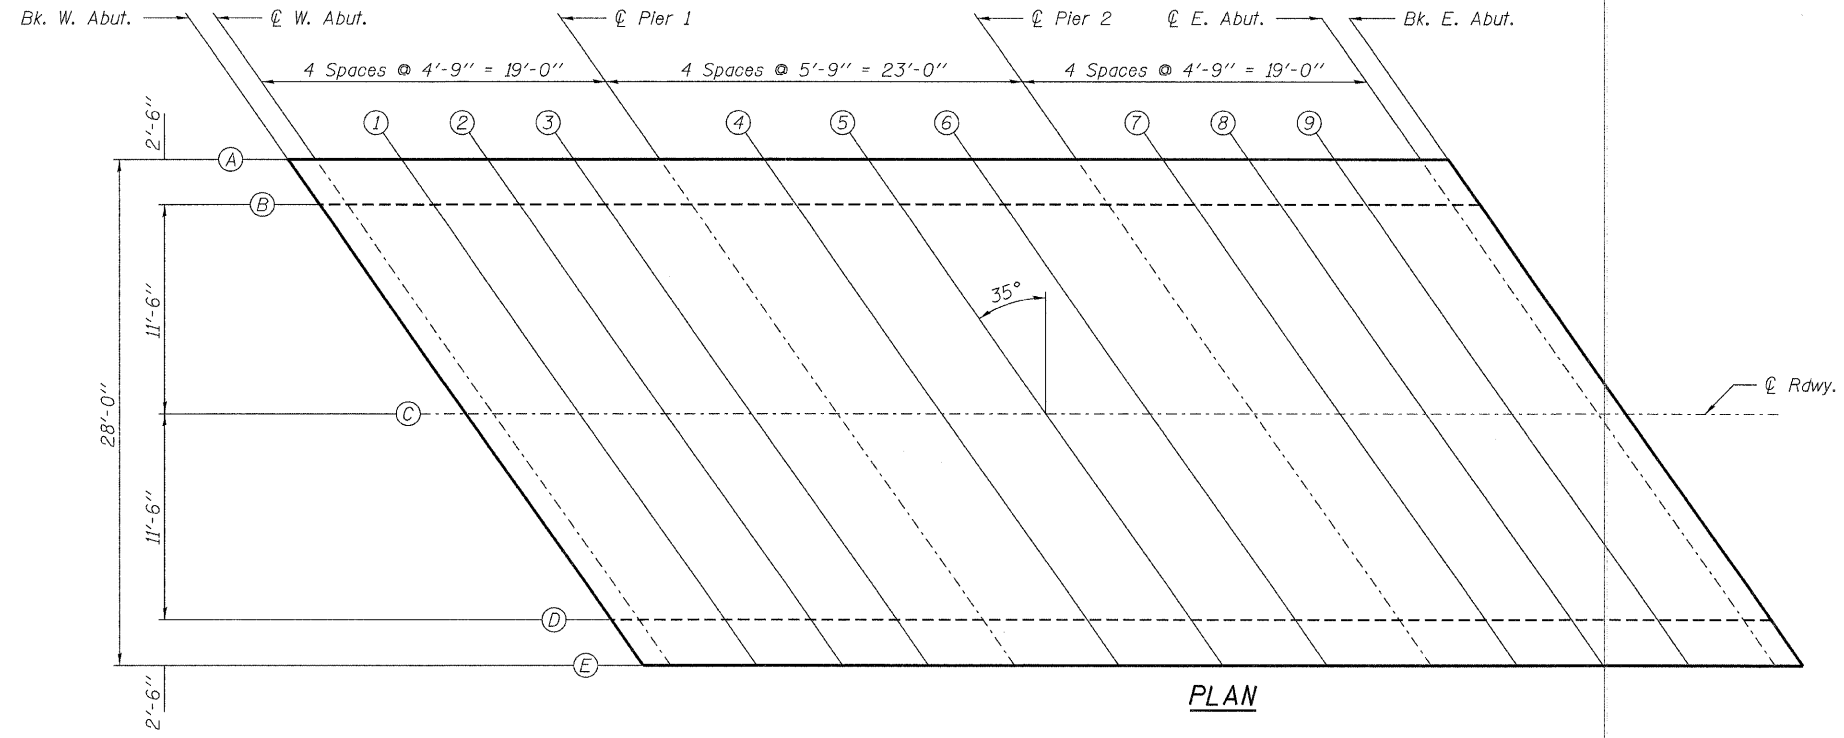 Bk. W. Abut.
℄ W. Abut.
℄ Pier 1
℄ Pier 2
℄ E. Abut.
Bk. E. Abut.
4 Spaces @ 4'-9" = 19'-0"
4 Spaces @ 5'-9" = 23'-0"
4 Spaces @ 4'-9" = 19'-0"
1
2
3
4
5
6
7
8
9
2'-6"
A
B
11'-6"
35°
28'-0"
C
℄ Rdwy.
11'-6"
D
E
2'-6"
PLAN